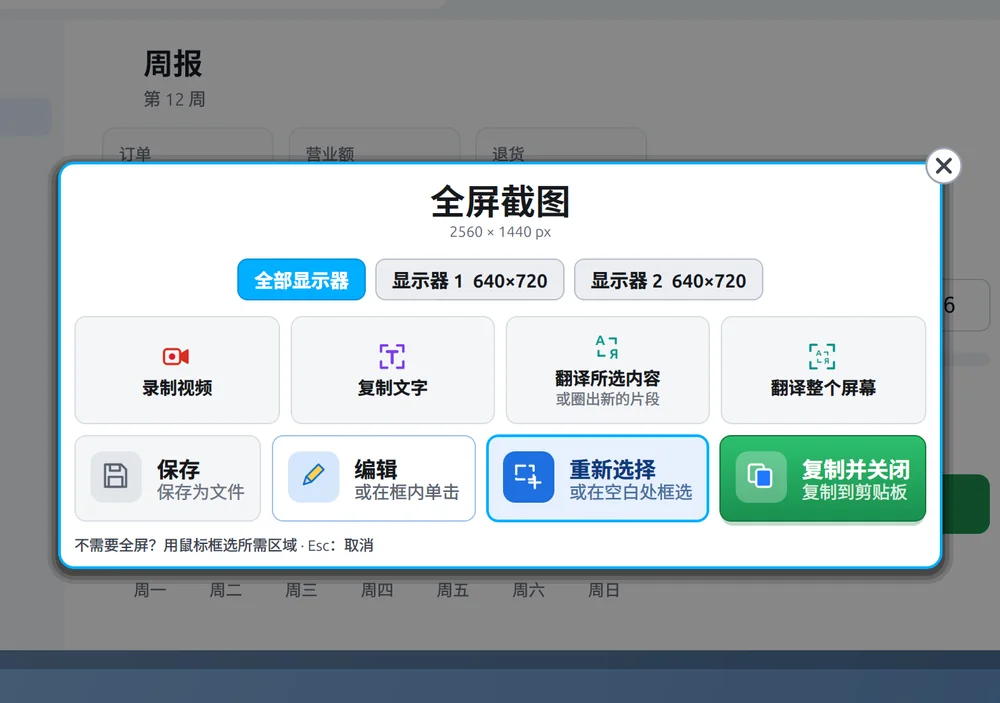 周报
第 12 周
订单
营业额
退货
全屏截图
2560 × 1440 px
全部显示器
显示器 1 640×720
显示器 2 640×720
录制视频
复制文字
翻译所选内容
或圈出新的片段
翻译整个屏幕
保存
保存为文件
编辑
或在框内单击
重新选择
或在空白处框选
复制并关闭
复制到剪贴板
不需要全屏？用鼠标框选所需区域 · Esc：取消
周一 周二 周三 周四 周五 周六 周日